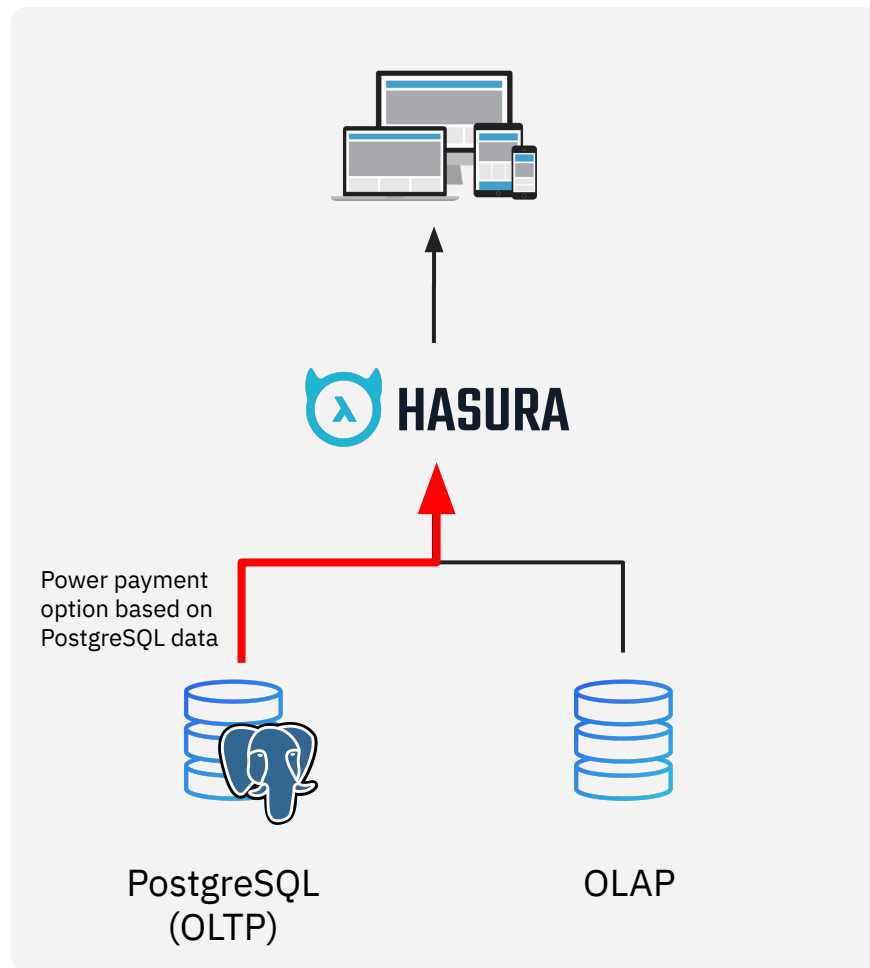 λ HASURA
Power payment
option based on
PostgreSQL data
PostgreSQL
(OLTP)
OLAP